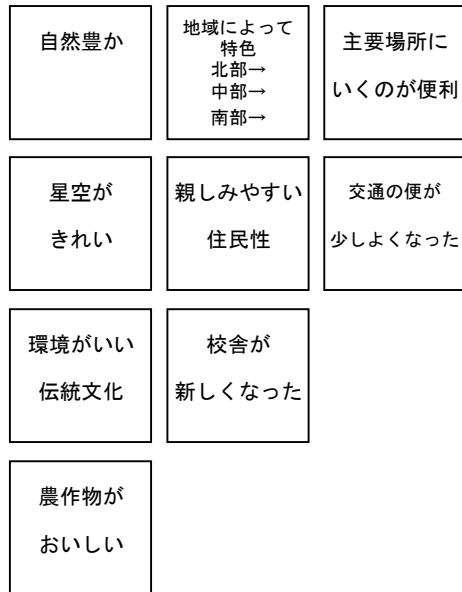 自然豊か
地域によって
特色
北部→
中部→
南部→
主要場所に
いくのが便利
星空が
きれい
親しみやすい
住民性
交通の便が
少しよくなった
環境がいい
伝統文化
校舎が
新しくなった
農作物が
おいしい